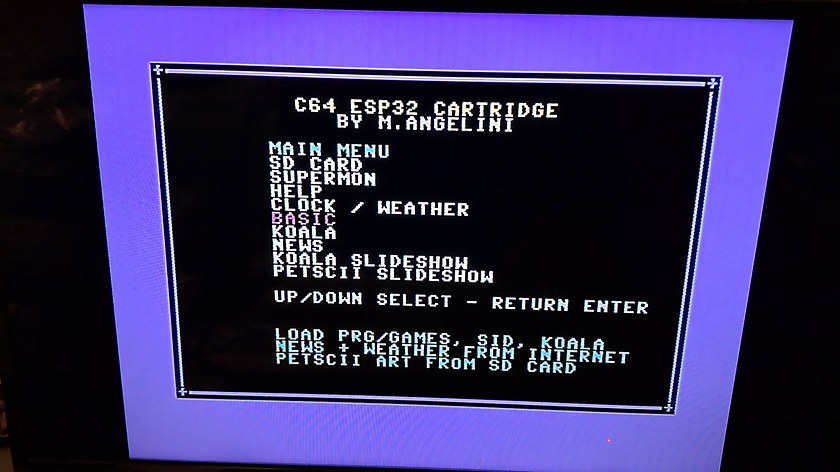 C64 ESP32 CARTRIDGE
BY M.ANGELINI
MAIN MENU
SD CARD
SUPERMON
HELP
CLOCK / WEATHER
BASIC
KOALA
NEWS
KOALA SLIDESHOW
PETSCII SLIDESHOW
UP/DOWN SELECT - RETURN ENTER
LOAD PRG/GAMES, SID, KOALA
NEWS + WEATHER FROM INTERNET
PETSCII ART FROM SD CARD